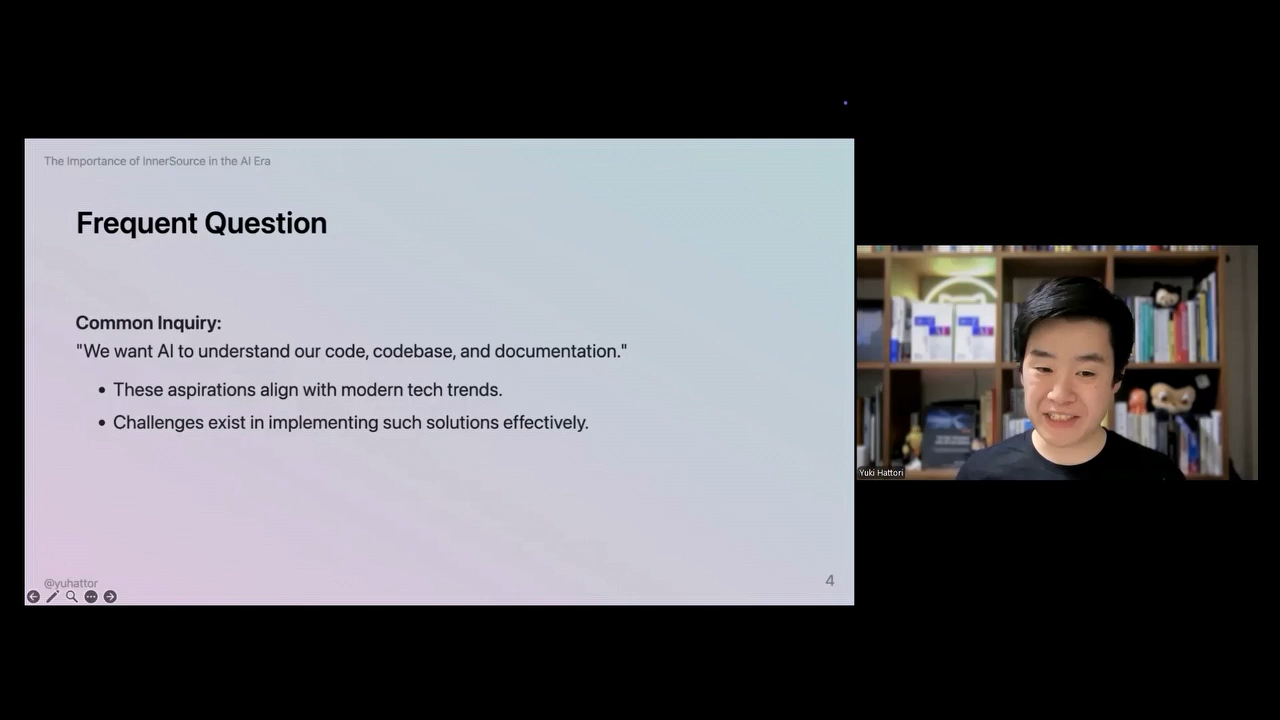 The Importance of InnerSource in the AI Era
Frequent Question
Common Inquiry:
"We want AI to understand our code, codebase, and documentation."
• These aspirations align with modern tech trends.
• Challenges exist in implementing such solutions effectively.
@yuhattor
4
Yuki Hattori